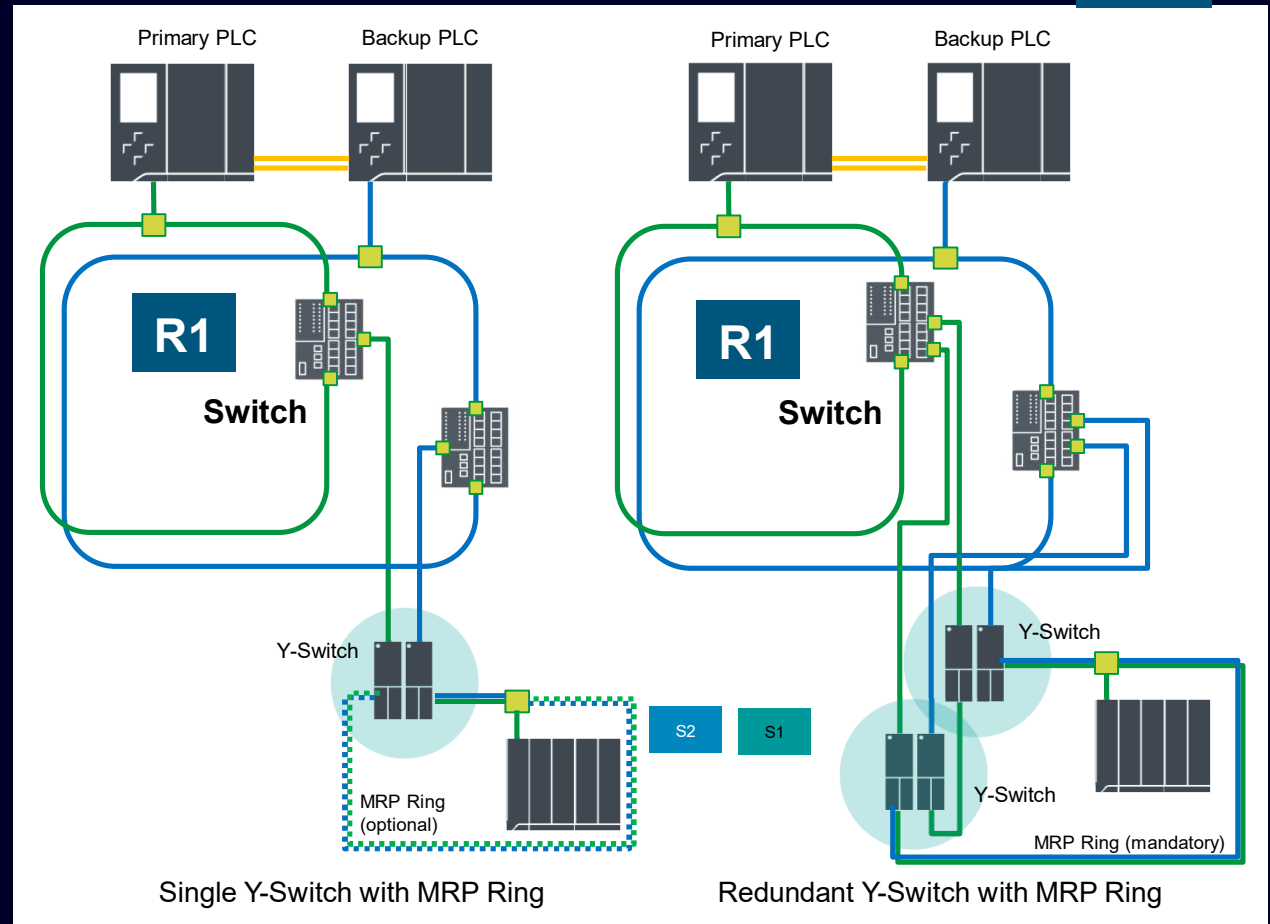 Primary PLC
Backup PLC
R1
Switch
Y-Switch
MRP Ring
(optional)
Single Y-Switch with MRP Ring
S2
S1
Primary PLC
Backup PLC
R1
Switch
Y-Switch
Y-Switch
MRP Ring (mandatory)
Redundant Y-Switch with MRP Ring